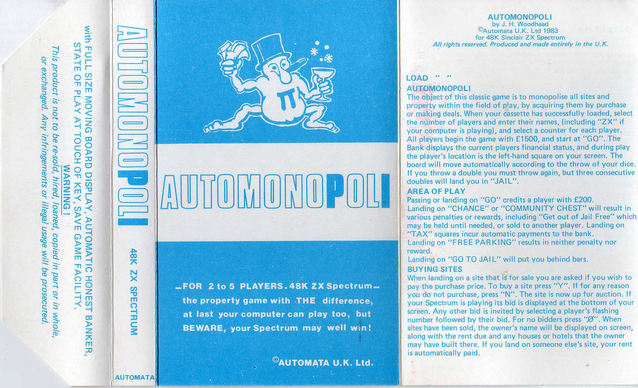 with FULL SIZE MOVING BOARD DISPLAY, AUTOMATIC HONEST BANKER,
STATE OF PLAY AT TOUCH OF KEY, SAVE GAME FACILITY.
WARNING!
This product is not to be re-sold, hired, loaned, copied in part or in whole,
or exchanged. Any infringements or illegal usage will be prosecuted.
AUTOMONOPOLI
48K ZX SPECTRUM
AUTOMATA
π
AUTOMONOPOLI
—FOR 2 to 5 PLAYERS-48K ZX Spectrum—
the property game with THE difference,
at last your computer can play too, but
BEWARE, your Spectrum may well win!
©AUTOMATA U.K. Ltd.
AUTOMONOPOLI
by J. H. Woodhead
©Automata U.K. Ltd 1983
for 48K Sinclair ZX Spectrum
All rights reserved. Produced and made entirely in the U.K.
LOAD " "
AUTOMONOPOLI
The object of this classic game is to monopolise all sites and
property within the field of play, by acquiring them by purchase
or making deals. When your cassette has successfully loaded, select
the number of players and enter their names, (including "ZX" if
your computer is playing), and select a counter for each player.
All players begin the game with £1500, and start at "GO". The
Bank displays the current players financial status, and during play
the player's location is the left-hand square on your screen. The
board will move automatically according to the throw of your dice.
If you throw a double you must throw again, but three consecutive
doubles will land you in "JAIL".
AREA OF PLAY
Passing or landing on "GO" credits a player with £200.
Landing on "CHANCE" or "COMMUNITY CHEST" will result in
various penalties or rewards, including "Get out of Jail Free" which
may be held until needed, or sold to another player. Landing on
"TAX" squares incur automatic payments to the bank.
Landing on "FREE PARKING" results in neither penalty nor
reward.
Landing on "GO TO JAIL" will put you behind bars.
BUYING SITES
When landing on a site that is for sale you are asked if you wish to
pay the purchase price. To buy a site press "Y". If for any reason
you do not purchase, press "N". The site is now up for auction. If
your Spectrum is playing its bid is displayed at the bottom of your
screen. Any other bid is invited by selecting a player's flashing
number followed by their bid. For no bidders press "Ø". When
sites have been sold, the owner's name will be displayed on screen,
along with the rent due and any houses or hotels that the owner
may have built there. If you land on someone else's site, your rent
is automatically paid.